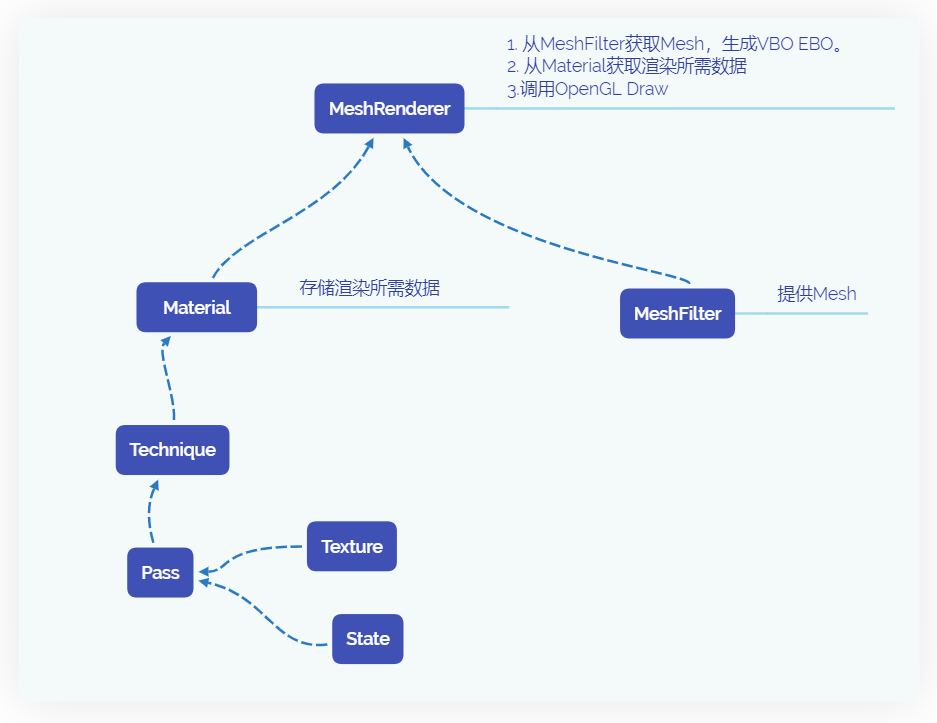 1. 从MeshFilter获取Mesh，生成VBO EBO。
2. 从Material获取渲染所需数据
3.调用OpenGL Draw
MeshRenderer
Material
存储渲染所需数据
MeshFilter
提供Mesh
Technique
Texture
Pass
State